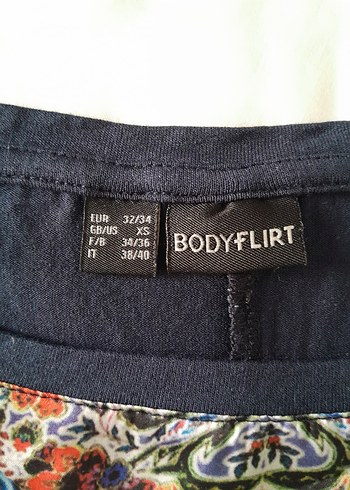 EUR 32/34
GB/US XS
F/B 34/36
IT 38/40
BODYFLIRT